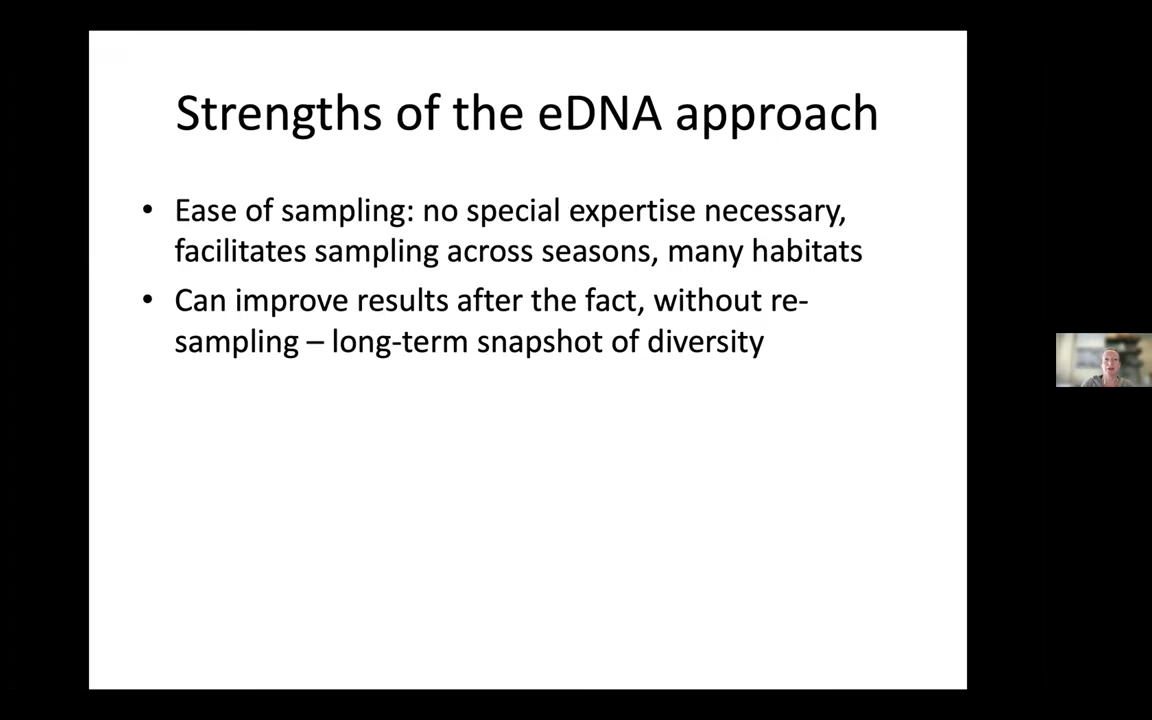 Strengths of the eDNA approach
• Ease of sampling: no special expertise necessary,
facilitates sampling across seasons, many habitats
• Can improve results after the fact, without re-
sampling – long-term snapshot of diversity